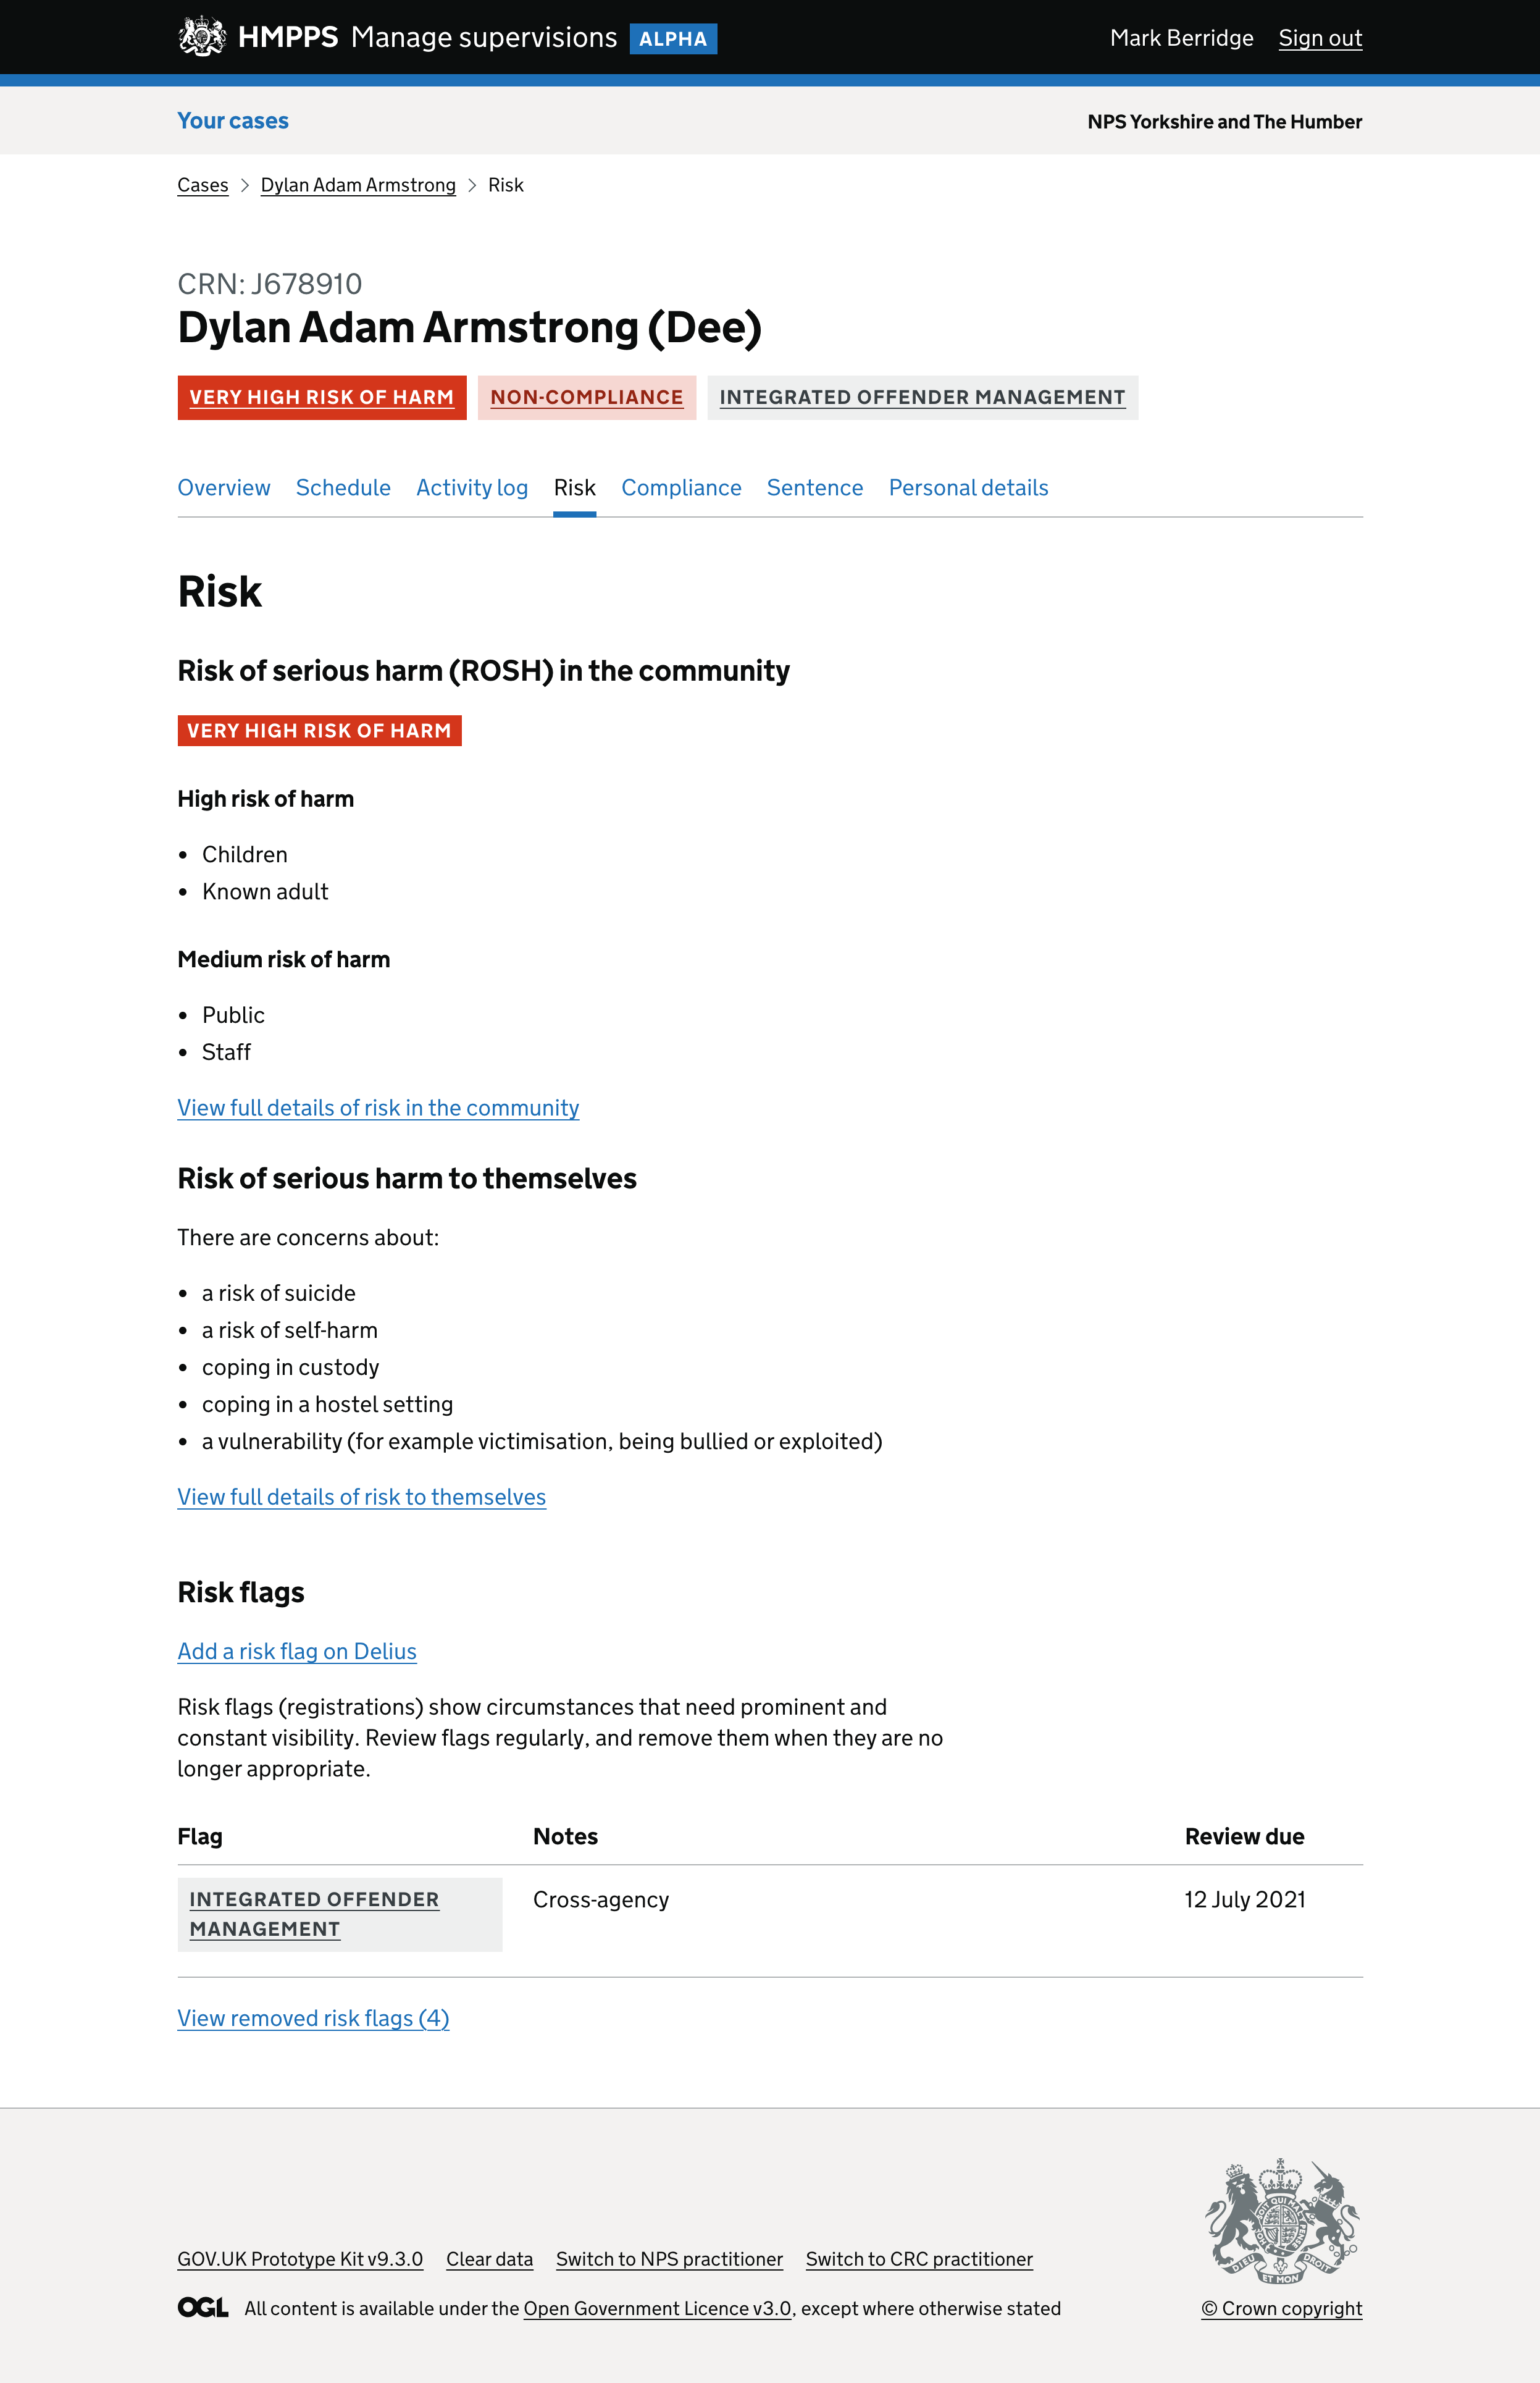 HMPPS Manage supervisions ALPHA
Mark Berridge Sign out
Your cases
NPS Yorkshire and The Humber
Cases > Dylan Adam Armstrong > Risk
CRN: J678910
Dylan Adam Armstrong (Dee)
VERY HIGH RISK OF HARM NON-COMPLIANCE INTEGRATED OFFENDER MANAGEMENT
Overview Schedule Activity log Risk Compliance Sentence Personal details
Risk
Risk of serious harm (ROSH) in the community
VERY HIGH RISK OF HARM
High risk of harm
• Children
• Known adult
Medium risk of harm
• Public
• Staff
View full details of risk in the community
Risk of serious harm to themselves
There are concerns about:
• a risk of suicide
• a risk of self-harm
• coping in custody
• coping in a hostel setting
• a vulnerability (for example victimisation, being bullied or exploited)
View full details of risk to themselves
Risk flags
Add a risk flag on Delius
Risk flags (registrations) show circumstances that need prominent and
constant visibility. Review flags regularly, and remove them when they are no
longer appropriate.
Flag Notes Review due
INTEGRATED OFFENDER
MANAGEMENT
Cross-agency
12 July 2021
View removed risk flags (4)
GOV.UK Prototype Kit v9.3.0 Clear data Switch to NPS practitioner Switch to CRC practitioner
OGL All content is available under the Open Government Licence v3.0, except where otherwise stated
DIEU ET MON DROIT
© Crown copyright